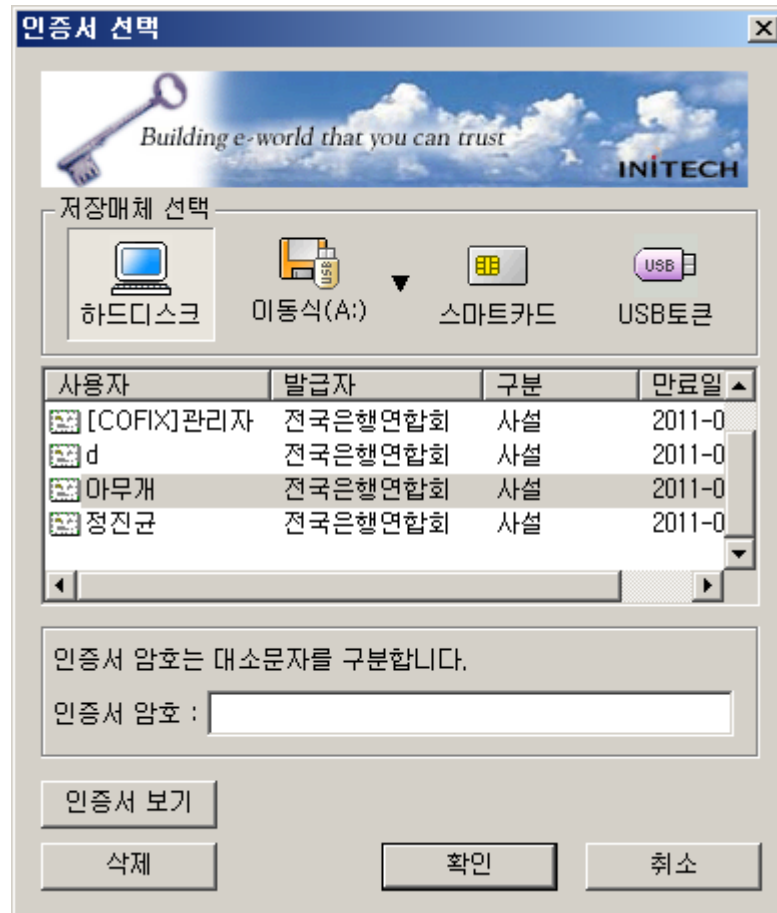 인증서 선택
Building e-world that you can trust
INITECH
저장매체 선택
USB
USB
하드디스크 이동식(A:) 스마트카드 USB토큰
사용자 발급자 구분 만료일
[COFIX]관리자 전국은행연합회 사설 2011-0
d 전국은행연합회 사설 2011-0
아무개 전국은행연합회 사설 2011-0
정진균 전국은행연합회 사설 2011-0
인증서 암호는 대소문자를 구분합니다.
인증서 암호 :
인증서 보기
삭제 확인 취소